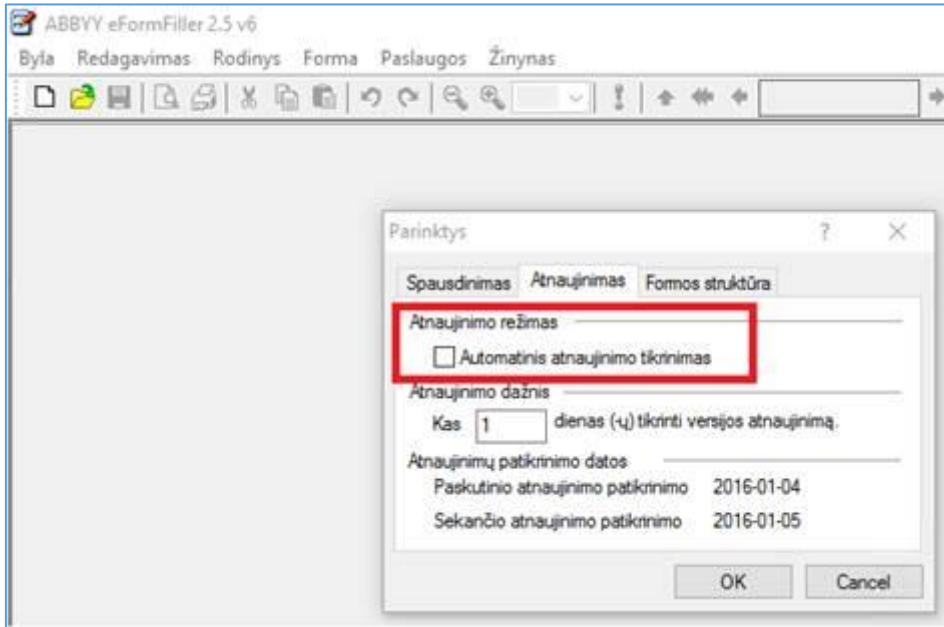 ABBYY eFormFiller 2.5 v6
Byla Redagavimas Rodinys Forma Paslaugos Žinynas
Parinktys ?
Spausdinimas Atnaujinimas Formos struktūra
Atnaujinimo režimas
Automatinis atnaujinimo tikrinimas
Atnaujinimo dažnis
Kas 1 dienas (-ų) tikrinti versijos atnaujinimą.
Atnaujinimų patikrinimo datos
Paskutinio atnaujinimo patikrinimo 2016-01-04
Sekančio atnaujinimo patikrinimo 2016-01-05
OK Cancel